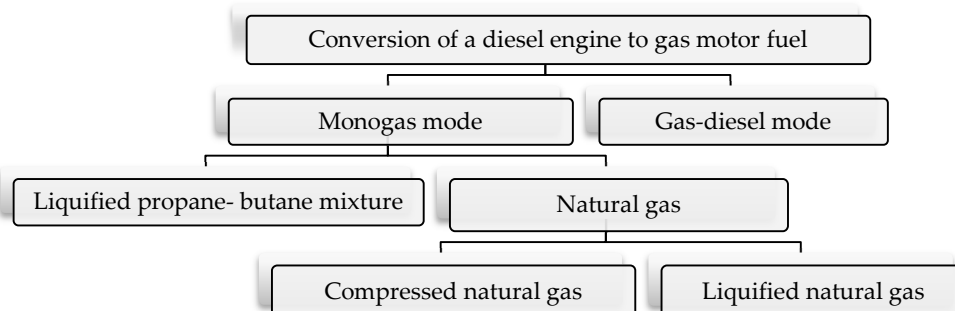 Conversion of a diesel engine to gas motor fuel
Monogas mode
Gas-diesel mode
Liquified propane- butane mixture
Natural gas
Compressed natural gas
Liquified natural gas